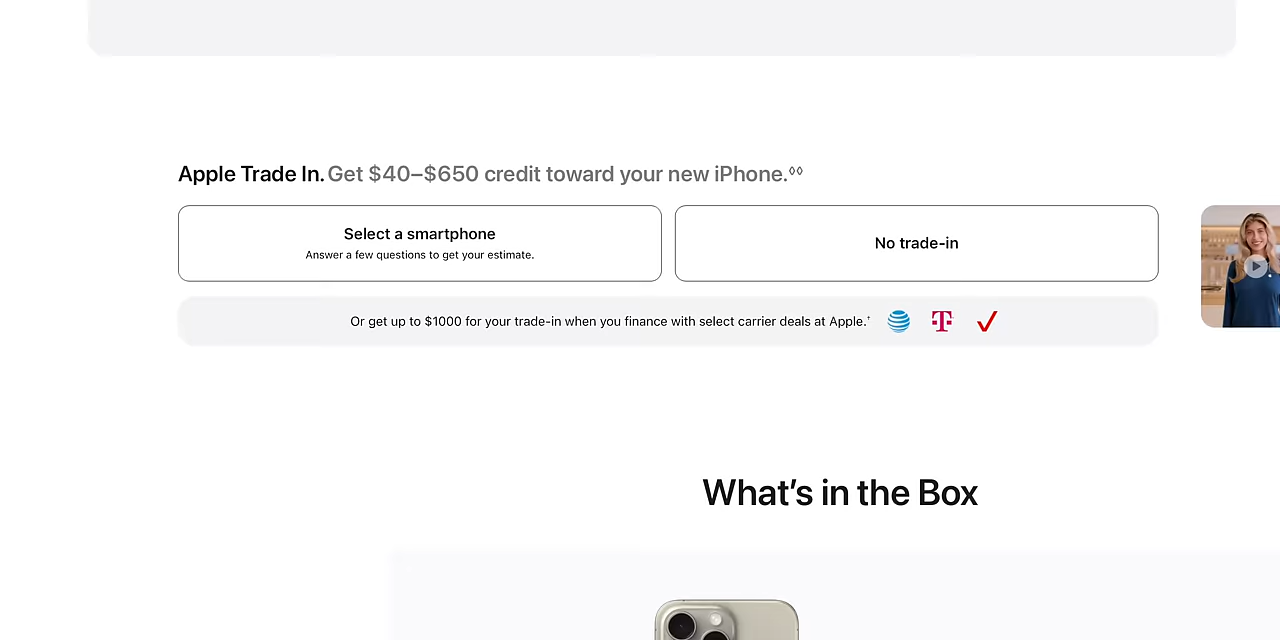 Apple Trade In. Get $40–$650 credit toward your new iPhone.◊◊
Select a smartphone
Answer a few questions to get your estimate.
No trade-in
Or get up to $1000 for your trade-in when you finance with select carrier deals at Apple.†
What’s in the Box